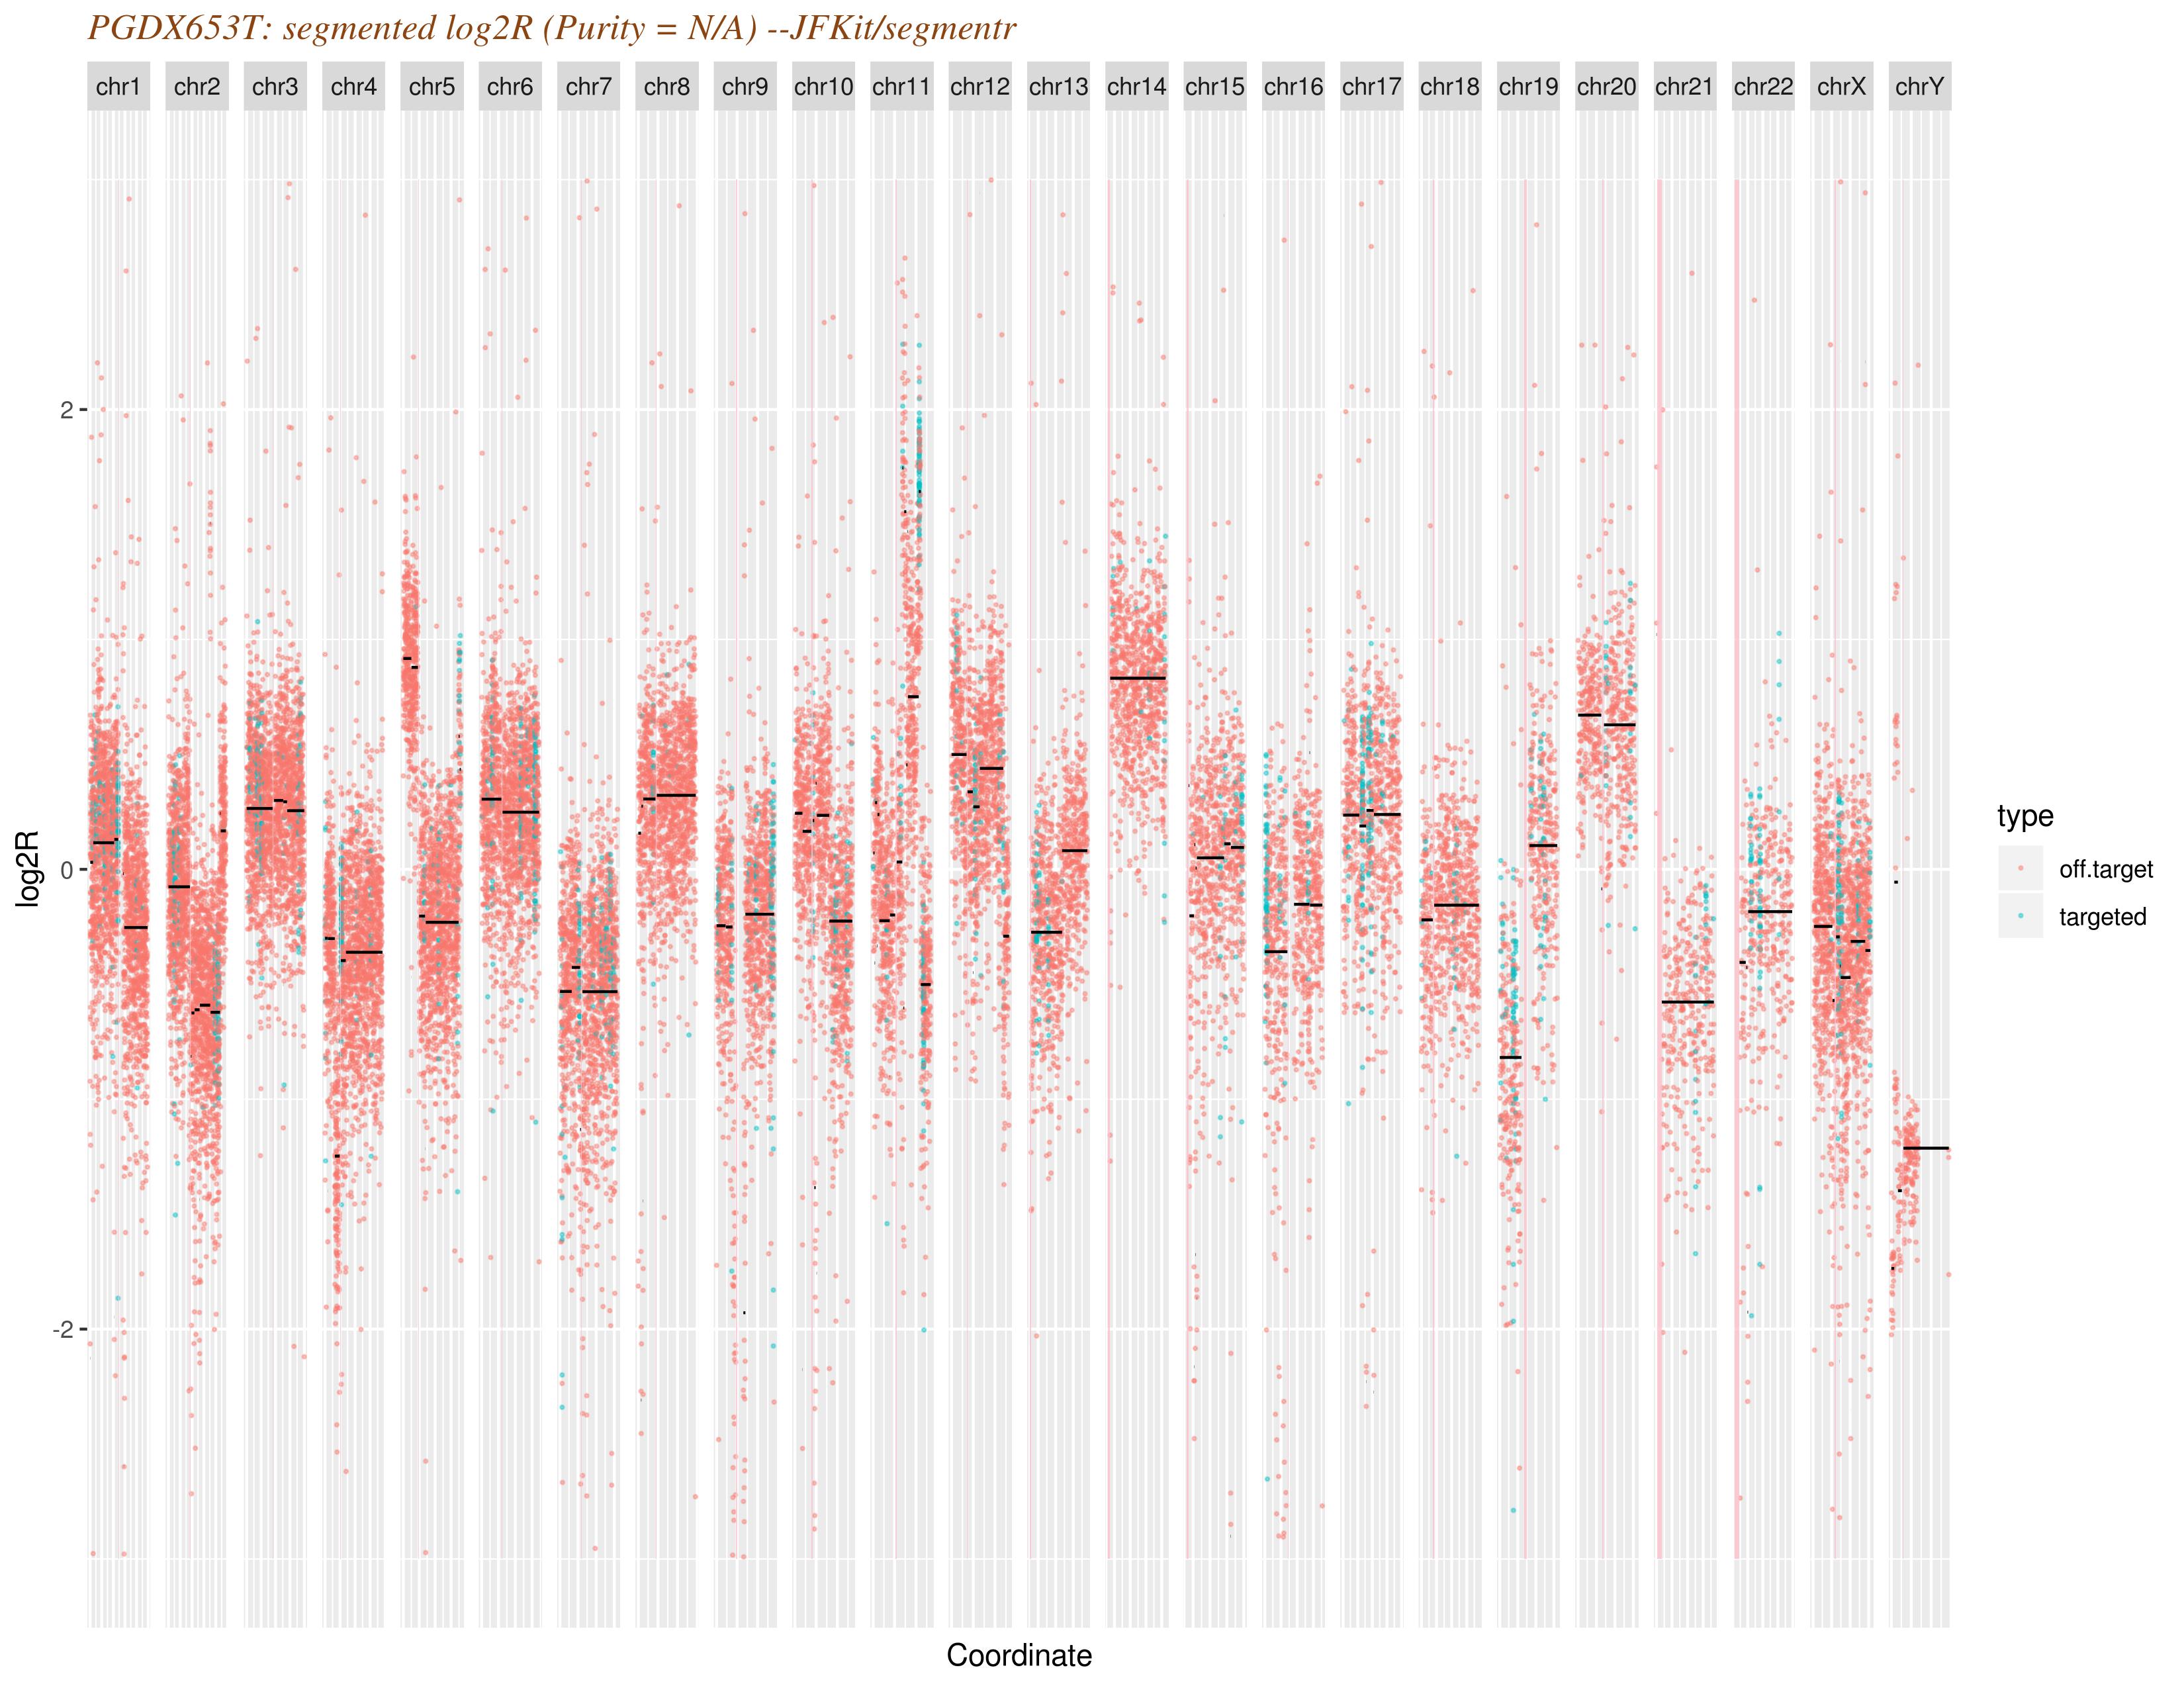 PGDX653T: segmented log2R (Purity = N/A) --JFKit/segmentr
chr1 chr2 chr3 chr4 chr5 chr6 chr7 chr8 chr9 chr10 chr11 chr12 chr13 chr14 chr15 chr16 chr17 chr18 chr19 chr20 chr21 chr22 chrX chrY
2
0
-2
log2R
Coordinate
type
off.target
targeted